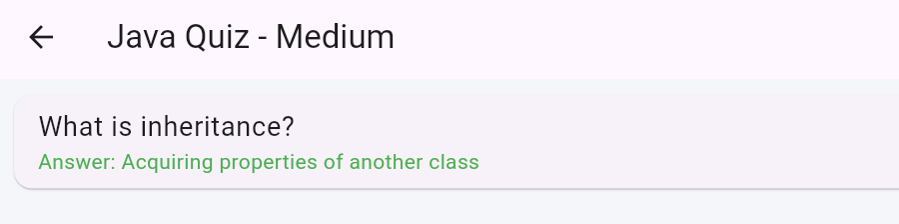 Java Quiz - Medium
What is inheritance?
Answer: Acquiring properties of another class